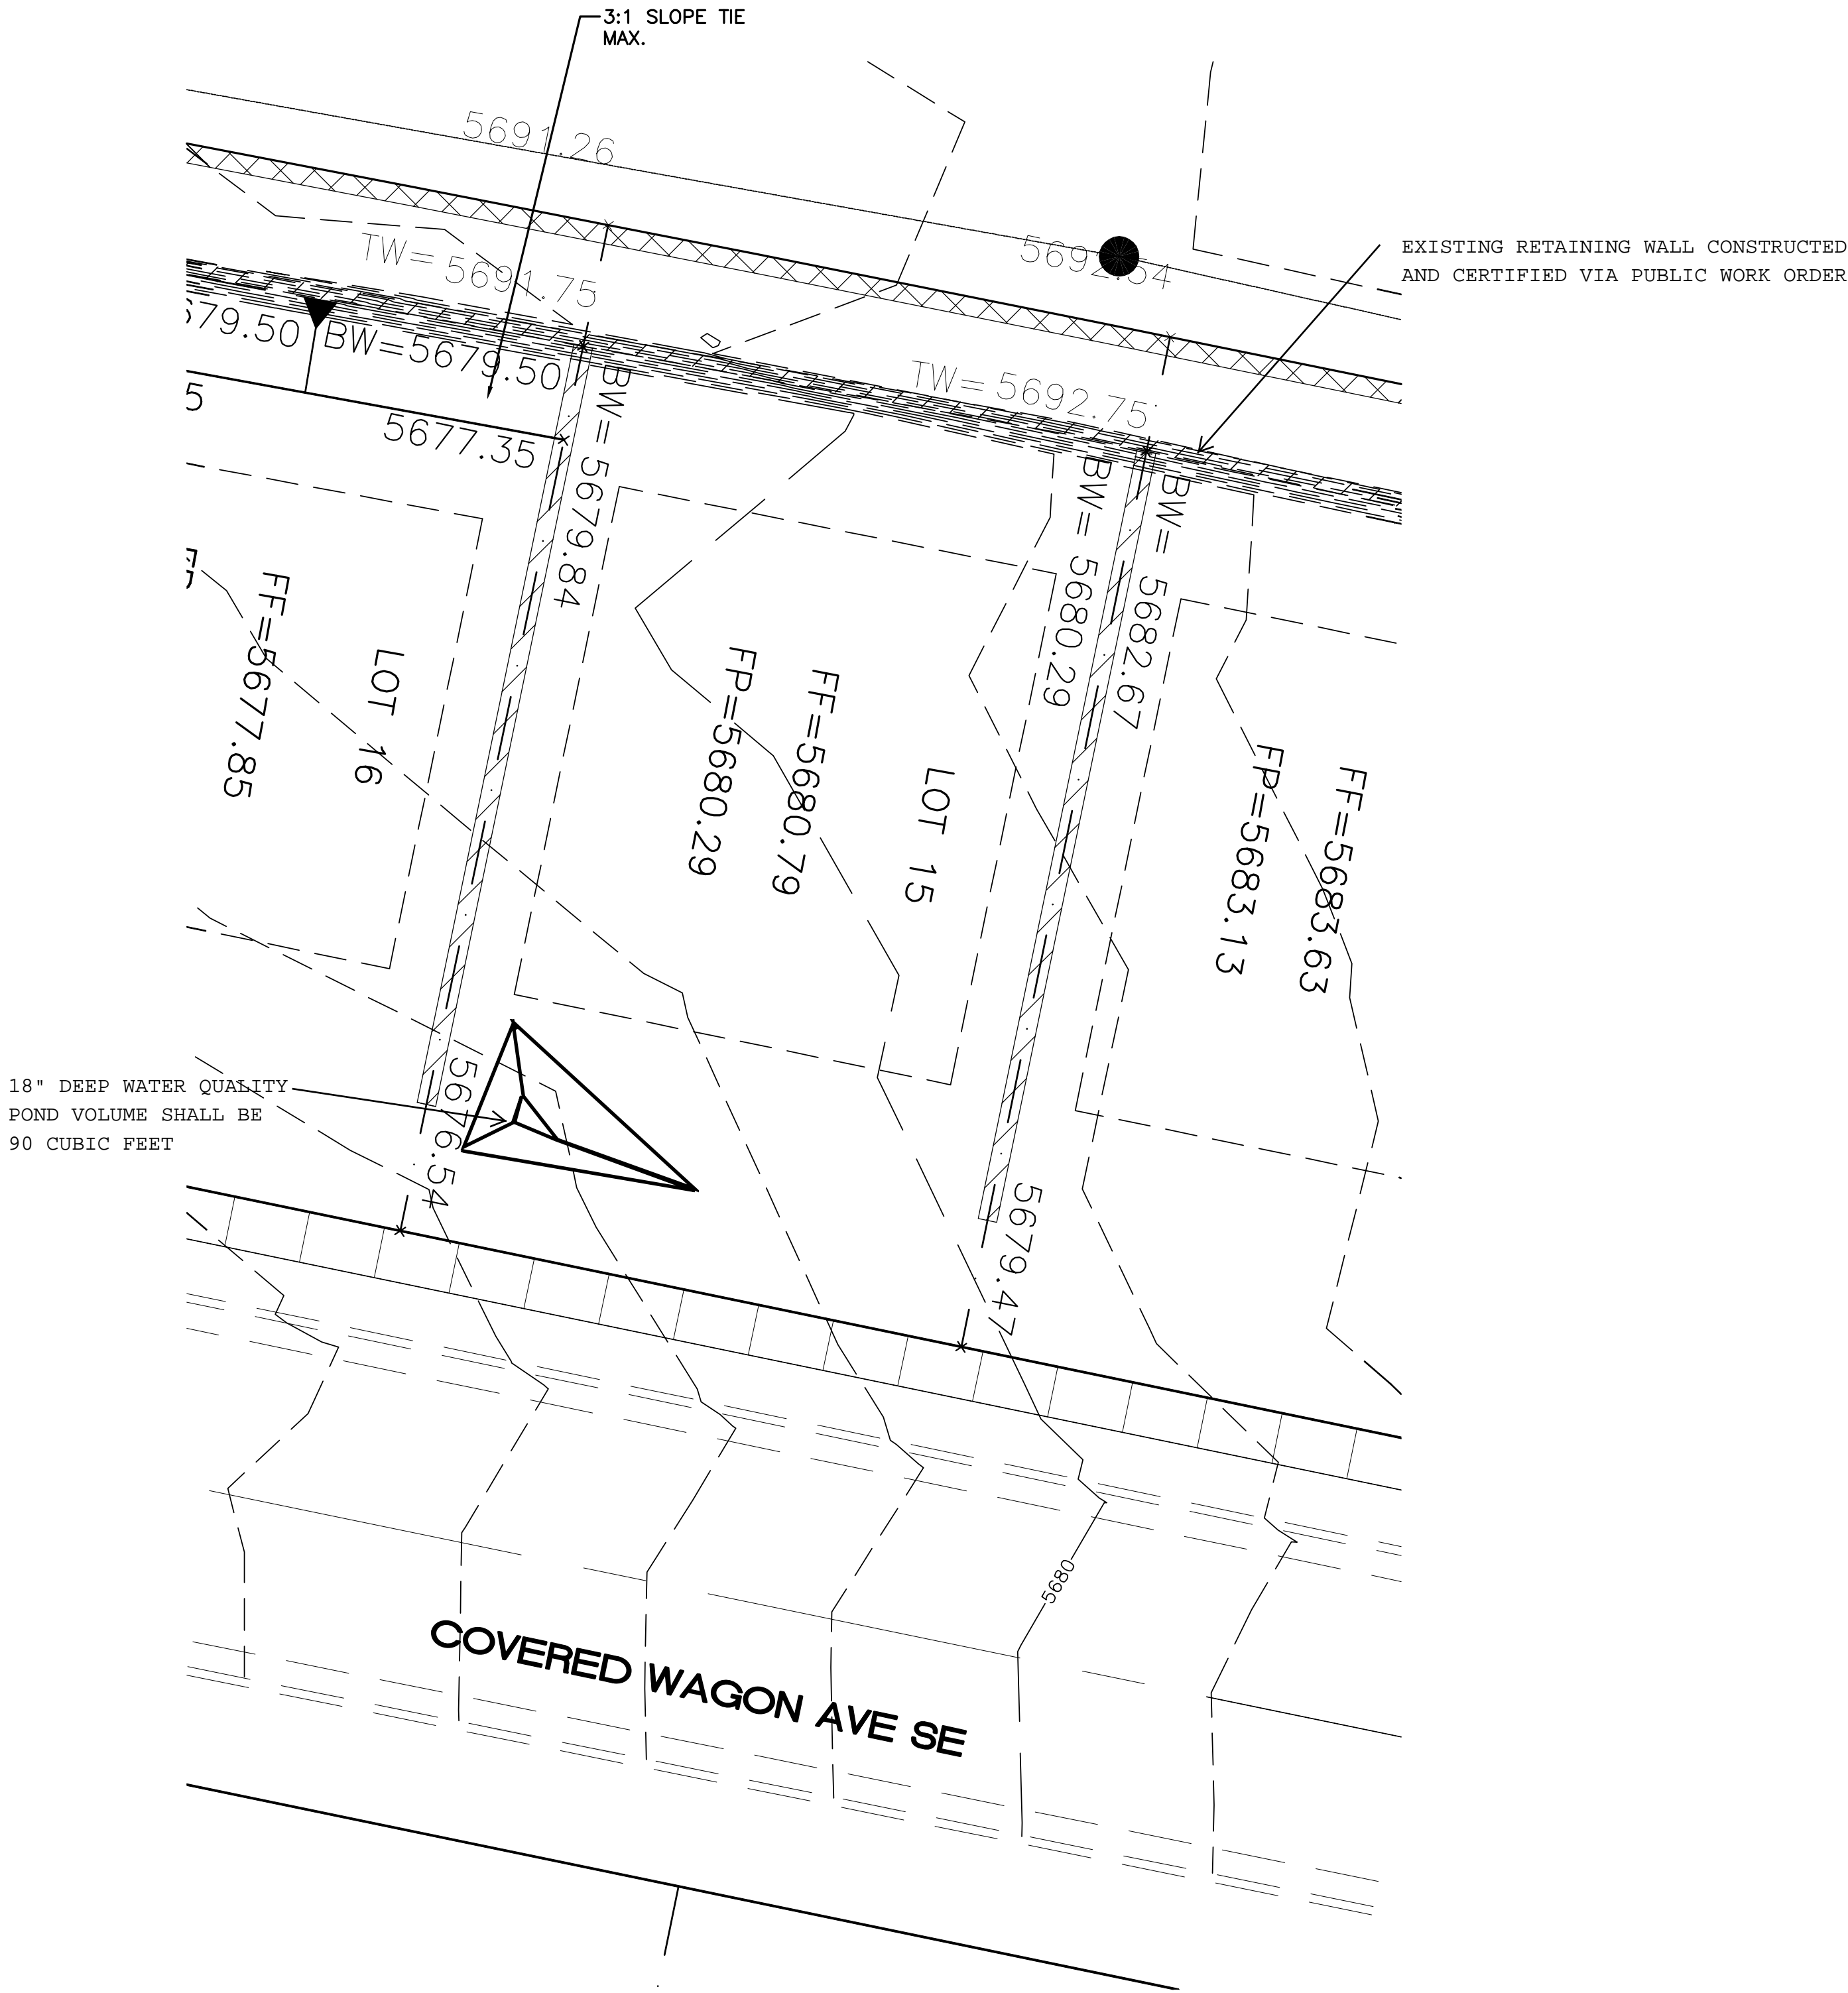 3:1 SLOPE TIE
MAX.
5691.26
TW=5691.75
EXISTING RETAINING WALL CONSTRUCTED
AND CERTIFIED VIA PUBLIC WORK ORDER
679.50
BW=5679.50
TW=5692.75
5
5677.35
BW= 5679.84
BW= 5680.29
BW= 5682.67
FF=5677.85
LOT 16
FP=5680.29
FF=5680.79
LOT 15
FP=5683.13
FF=5683.63
18" DEEP WATER QUALITY
POND VOLUME SHALL BE
90 CUBIC FEET
5676.54
5679.47
5680
COVERED WAGON AVE SE